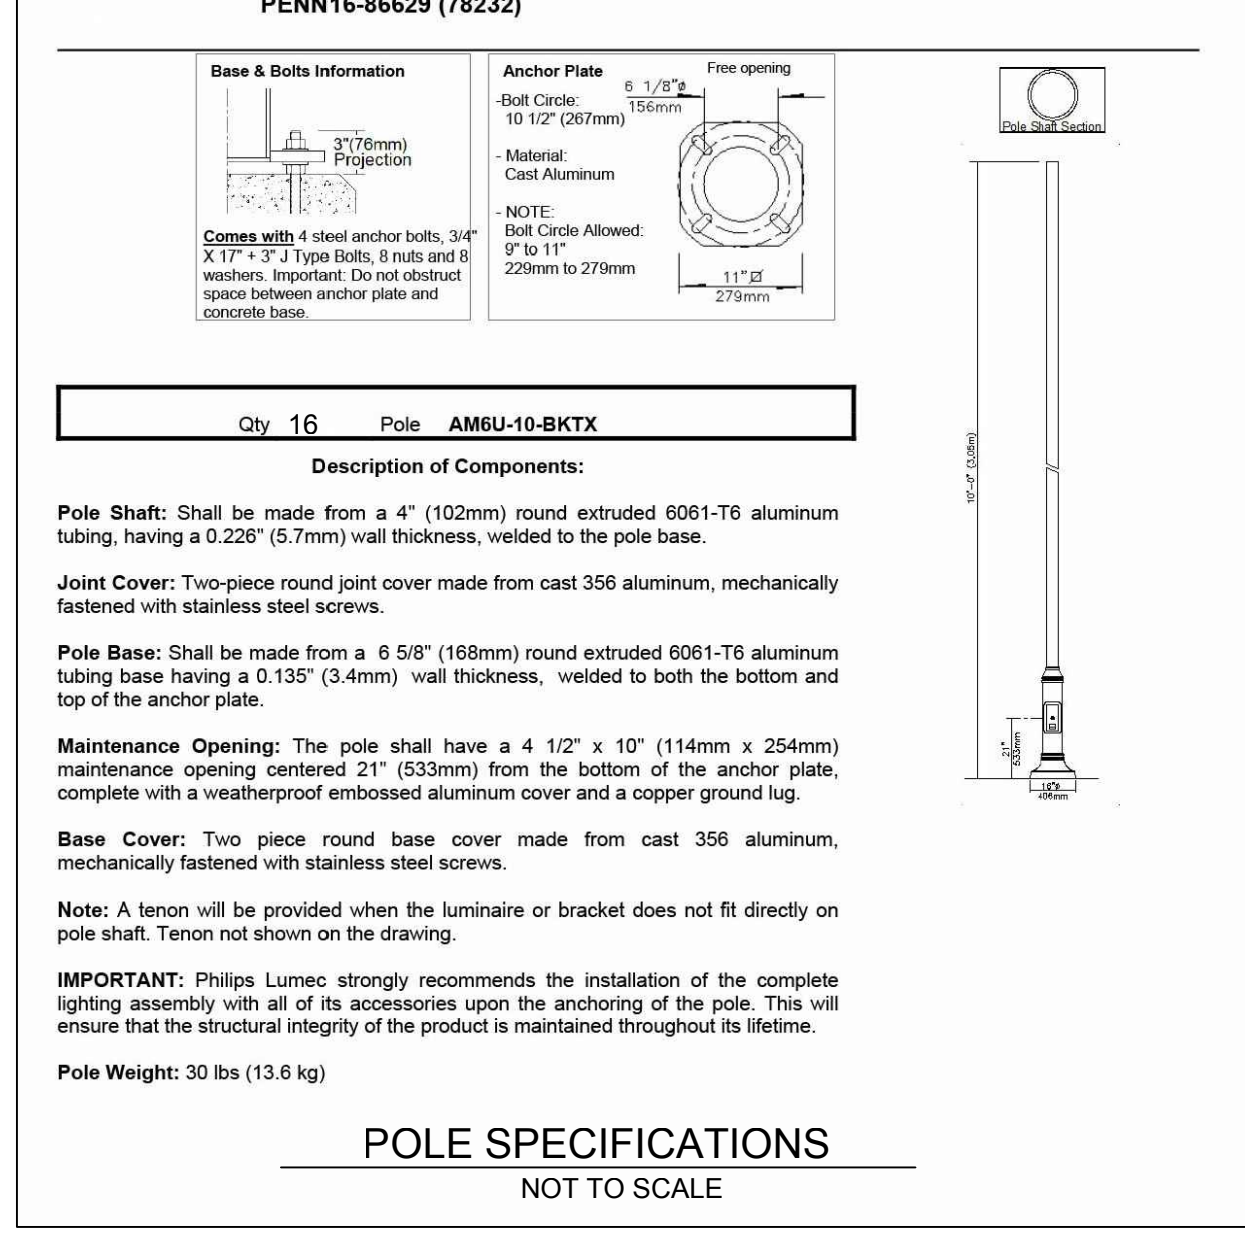 PENN16-86629 (78232)
Base & Bolts Information
3"(76mm)
Projection
Comes with 4 steel anchor bolts, 3/4"
X 17" + 3" J Type Bolts, 8 nuts and 8
washers. Important: Do not obstruct
space between anchor plate and
concrete base.
Anchor Plate
Free opening
6 1/8"ø
156mm
-Bolt Circle:
10 1/2" (267mm)
- Material:
Cast Aluminum
- NOTE:
Bolt Circle Allowed:
9" to 11"
229mm to 279mm
11"
279mm
Pole Shaft Section
10'-0" (3,05m)
21"
533mm
16"ø
406mm
Qty 16 Pole AM6U-10-BKTX
Description of Components:
Pole Shaft: Shall be made from a 4" (102mm) round extruded 6061-T6 aluminum
tubing, having a 0.226" (5.7mm) wall thickness, welded to the pole base.
Joint Cover: Two-piece round joint cover made from cast 356 aluminum, mechanically
fastened with stainless steel screws.
Pole Base: Shall be made from a 6 5/8" (168mm) round extruded 6061-T6 aluminum
tubing base having a 0.135" (3.4mm) wall thickness, welded to both the bottom and
top of the anchor plate.
Maintenance Opening: The pole shall have a 4 1/2" x 10" (114mm x 254mm)
maintenance opening centered 21" (533mm) from the bottom of the anchor plate,
complete with a weatherproof embossed aluminum cover and a copper ground lug.
Base Cover: Two piece round base cover made from cast 356 aluminum,
mechanically fastened with stainless steel screws.
Note: A tenon will be provided when the luminaire or bracket does not fit directly on
pole shaft. Tenon not shown on the drawing.
IMPORTANT: Philips Lumec strongly recommends the installation of the complete
lighting assembly with all of its accessories upon the anchoring of the pole. This will
ensure that the structural integrity of the product is maintained throughout its lifetime.
Pole Weight: 30 lbs (13.6 kg)
POLE SPECIFICATIONS
NOT TO SCALE